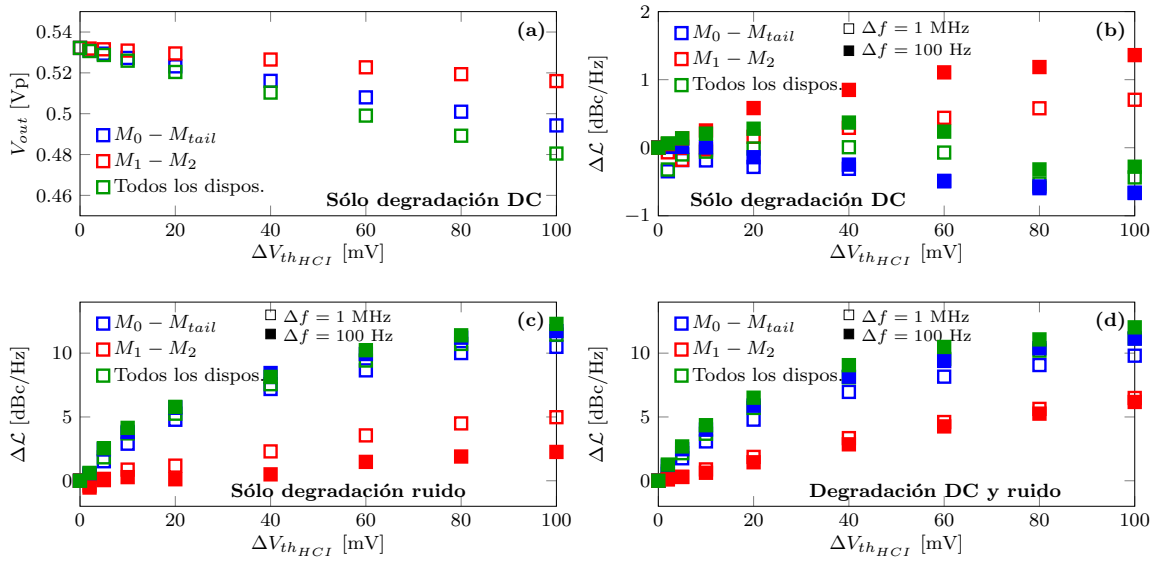 (a)
V_out [Vp]
0.54
0.52
0.5
0.48
0.46
M_0 − M_tail
M_1 − M_2
Todos los dispos.
Sólo degradación DC
0 20 40 60 80 100
ΔV_th_HCI [mV]
(b)
Δℒ [dBc/Hz]
2
1
0
−1
M_0 − M_tail
M_1 − M_2
Todos los dispos.
Δf = 1 MHz
Δf = 100 Hz
Sólo degradación DC
0 20 40 60 80 100
ΔV_th_HCI [mV]
(c)
Δℒ [dBc/Hz]
10
5
0
M_0 − M_tail
M_1 − M_2
Todos los dispos.
Δf = 1 MHz
Δf = 100 Hz
Sólo degradación ruido
0 20 40 60 80 100
ΔV_th_HCI [mV]
(d)
Δℒ [dBc/Hz]
10
5
0
M_0 − M_tail
M_1 − M_2
Todos los dispos.
Δf = 1 MHz
Δf = 100 Hz
Degradación DC y ruido
0 20 40 60 80 100
ΔV_th_HCI [mV]